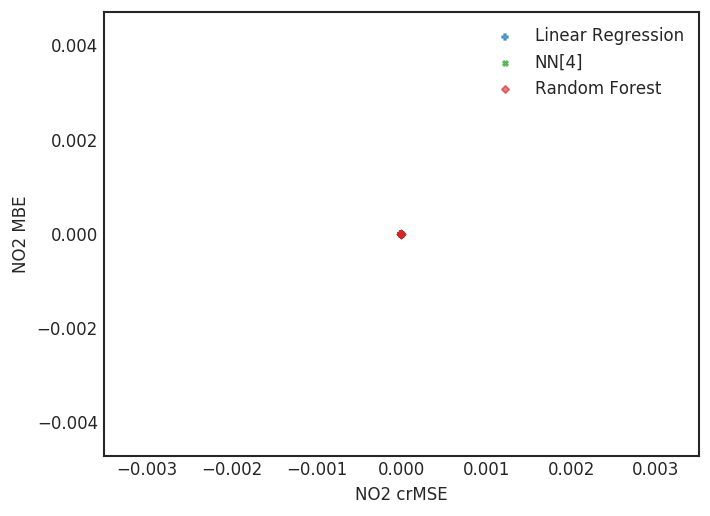 Linear Regression
NN[4]
Random Forest
0.004
0.002
0.000
−0.002
−0.004
NO2 MBE
−0.003
−0.002
−0.001
0.000
0.001
0.002
0.003
NO2 crMSE